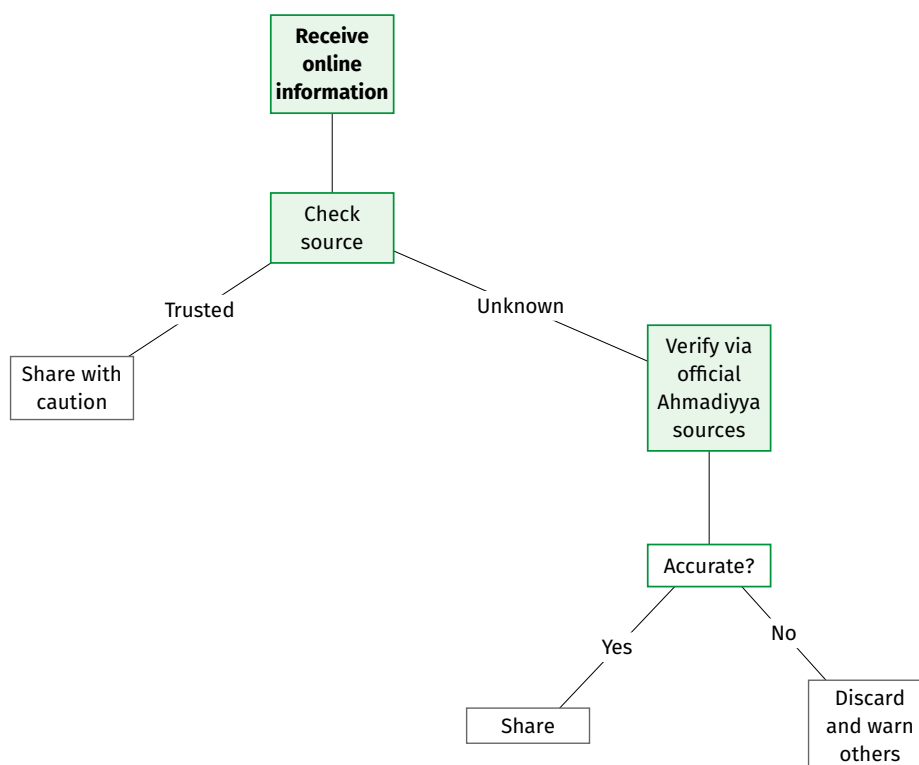 Receive
online
information
Check
source
Trusted
Unknown
Share with
caution
Verify via
official
Ahmadiyya
sources
Accurate?
Yes
No
Share
Discard
and warn
others